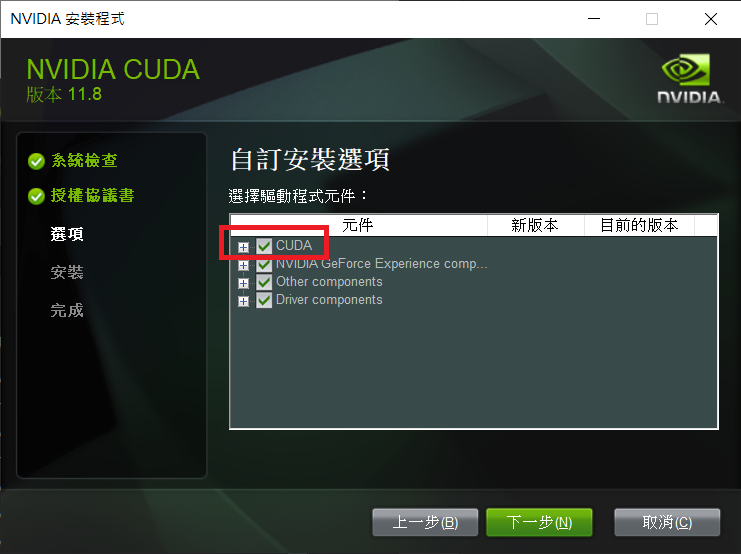 NVIDIA 安裝程式
NVIDIA CUDA
版本 11.8
NVIDIA.
系統檢查
授權協議書
選項
安裝
完成
自訂安裝選項
選擇驅動程式元件：
元件 新版本 目前的版本
CUDA
NVIDIA GeForce Experience comp...
Other components
Driver components
上一步(B) 下一步(N) 取消(C)